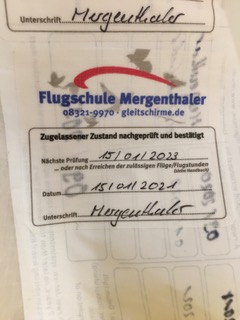 Unterschrift Mergenthaler
Flugschule Mergenthaler
08321-9970 · gleitschirme.de
Zugelassener Zustand nachgeprüft und bestätigt
Nächste Prüfung 15/01/2023
... oder nach Erreichen der zulässigen Flüge/Flugstunden
(siehe Handbuch)
Datum 15/01/2021
Unterschrift Mergenthaler